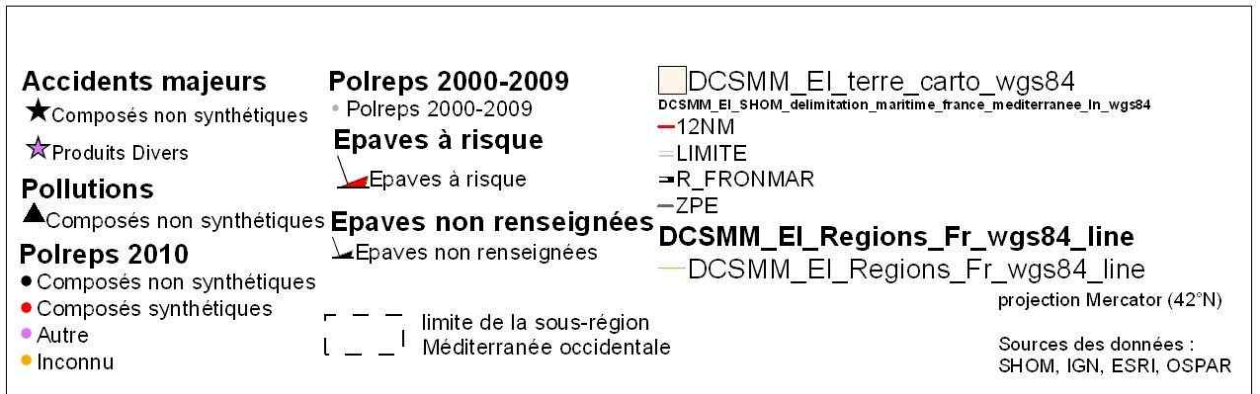 Accidents majeurs
Composés non synthétiques
Produits Divers
Pollutions
Composés non synthétiques
Polreps 2010
Composés non synthétiques
Composés synthétiques
Autre
Inconnu
Polreps 2000-2009
Polreps 2000-2009
Epaves à risque
Epaves à risque
Epaves non renseignées
Epaves non renseignées
limite de la sous-région
Méditerranée occidentale
DCSMM_EI_terre_carto_wgs84
DCSMM_EI_SHOM_delimitation_maritime_france_mediterranee_ln_wgs84
12NM
LIMITE
R_FRONMAR
ZPE
DCSMM_EI_Regions_Fr_wgs84_line
DCSMM_EI_Regions_Fr_wgs84_line
projection Mercator (42°N)
Sources des données :
SHOM, IGN, ESRI, OSPAR